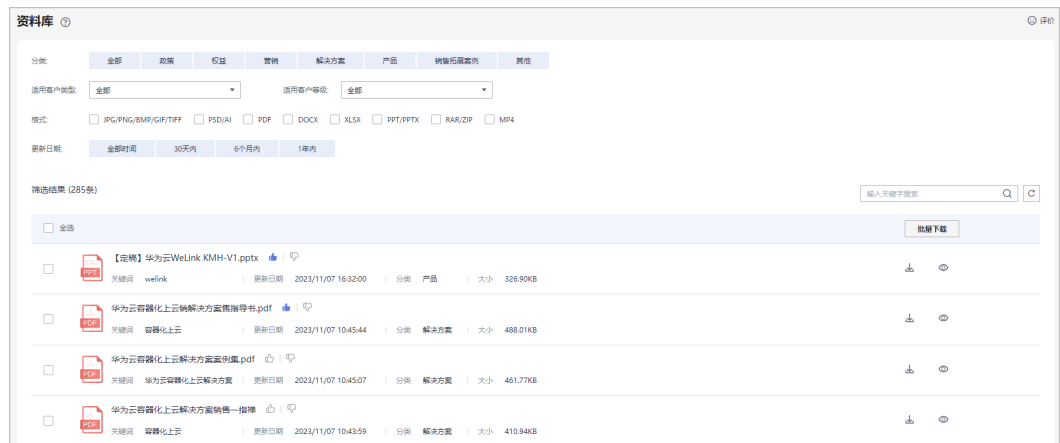 资料库
评价
分类: 全部 政策 权益 营销 解决方案 产品 销售拓展案例 其他
适用客户类型: 全部 适用客户等级: 全部
格式: JPG/PNG/BMP/GIF/TIFF PSD/AI PDF DOCX XLSX PPT/PPTX RAR/ZIP MP4
更新日期: 全部时间 30天内 6个月内 1年内
筛选结果 (285条) 输入关键字搜索
全选 批量下载
【定稿】华为云WeLink KMH-V1.pptx
PPT 关键词 welink 更新日期 2023/11/07 16:32:00 分类 产品 大小 326.90KB
华为云容器化上云销解决方案售指导书.pdf
PDF 关键词 容器化上云 更新日期 2023/11/07 10:45:44 分类 解决方案 大小 488.01KB
华为云容器化上云解决方案案例集.pdf
PDF 关键词 华为云容器化上云解决方案 更新日期 2023/11/07 10:45:07 分类 解决方案 大小 461.77KB
华为云容器化上云解决方案销售一指禅
PDF 关键词 容器化上云 更新日期 2023/11/07 10:43:59 分类 解决方案 大小 410.94KB